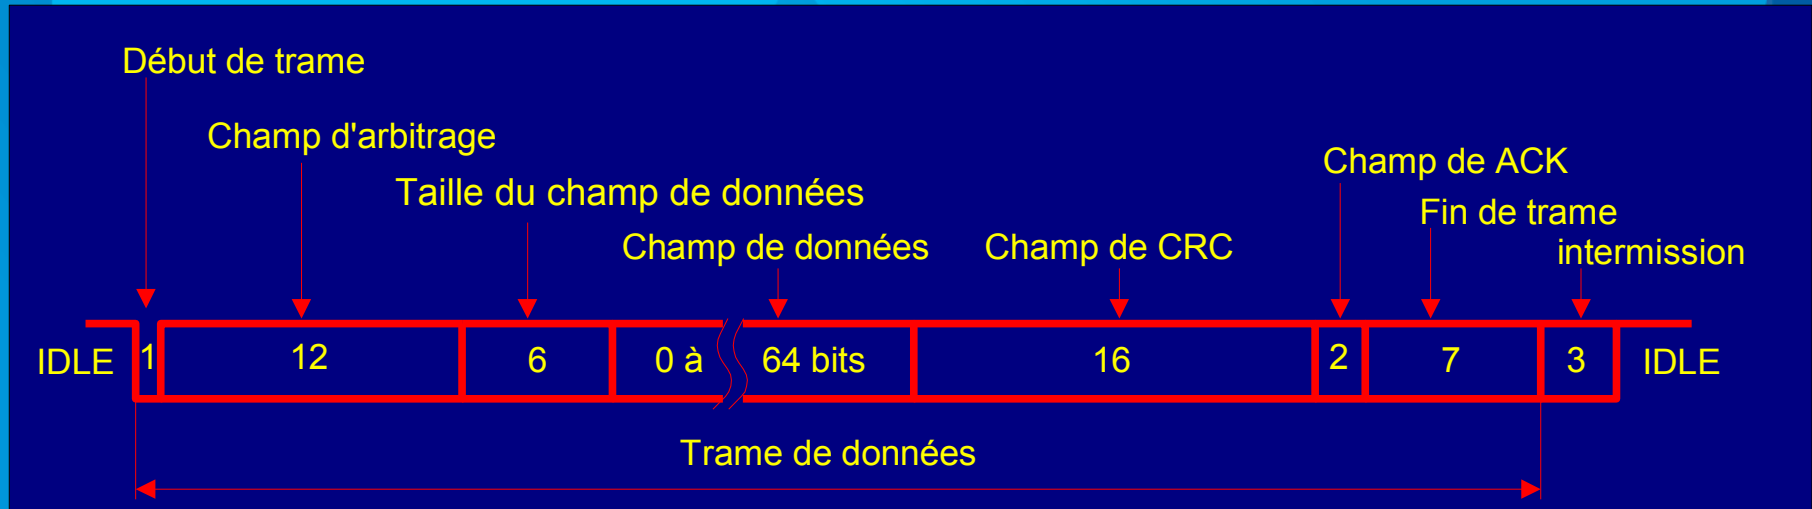 Début de trame
Champ d'arbitrage
Champ de ACK
Taille du champ de données
Fin de trame
Champ de données
Champ de CRC
intermission
IDLE 1 12 6 0 à 64 bits 16 2 7 3 IDLE
Trame de données